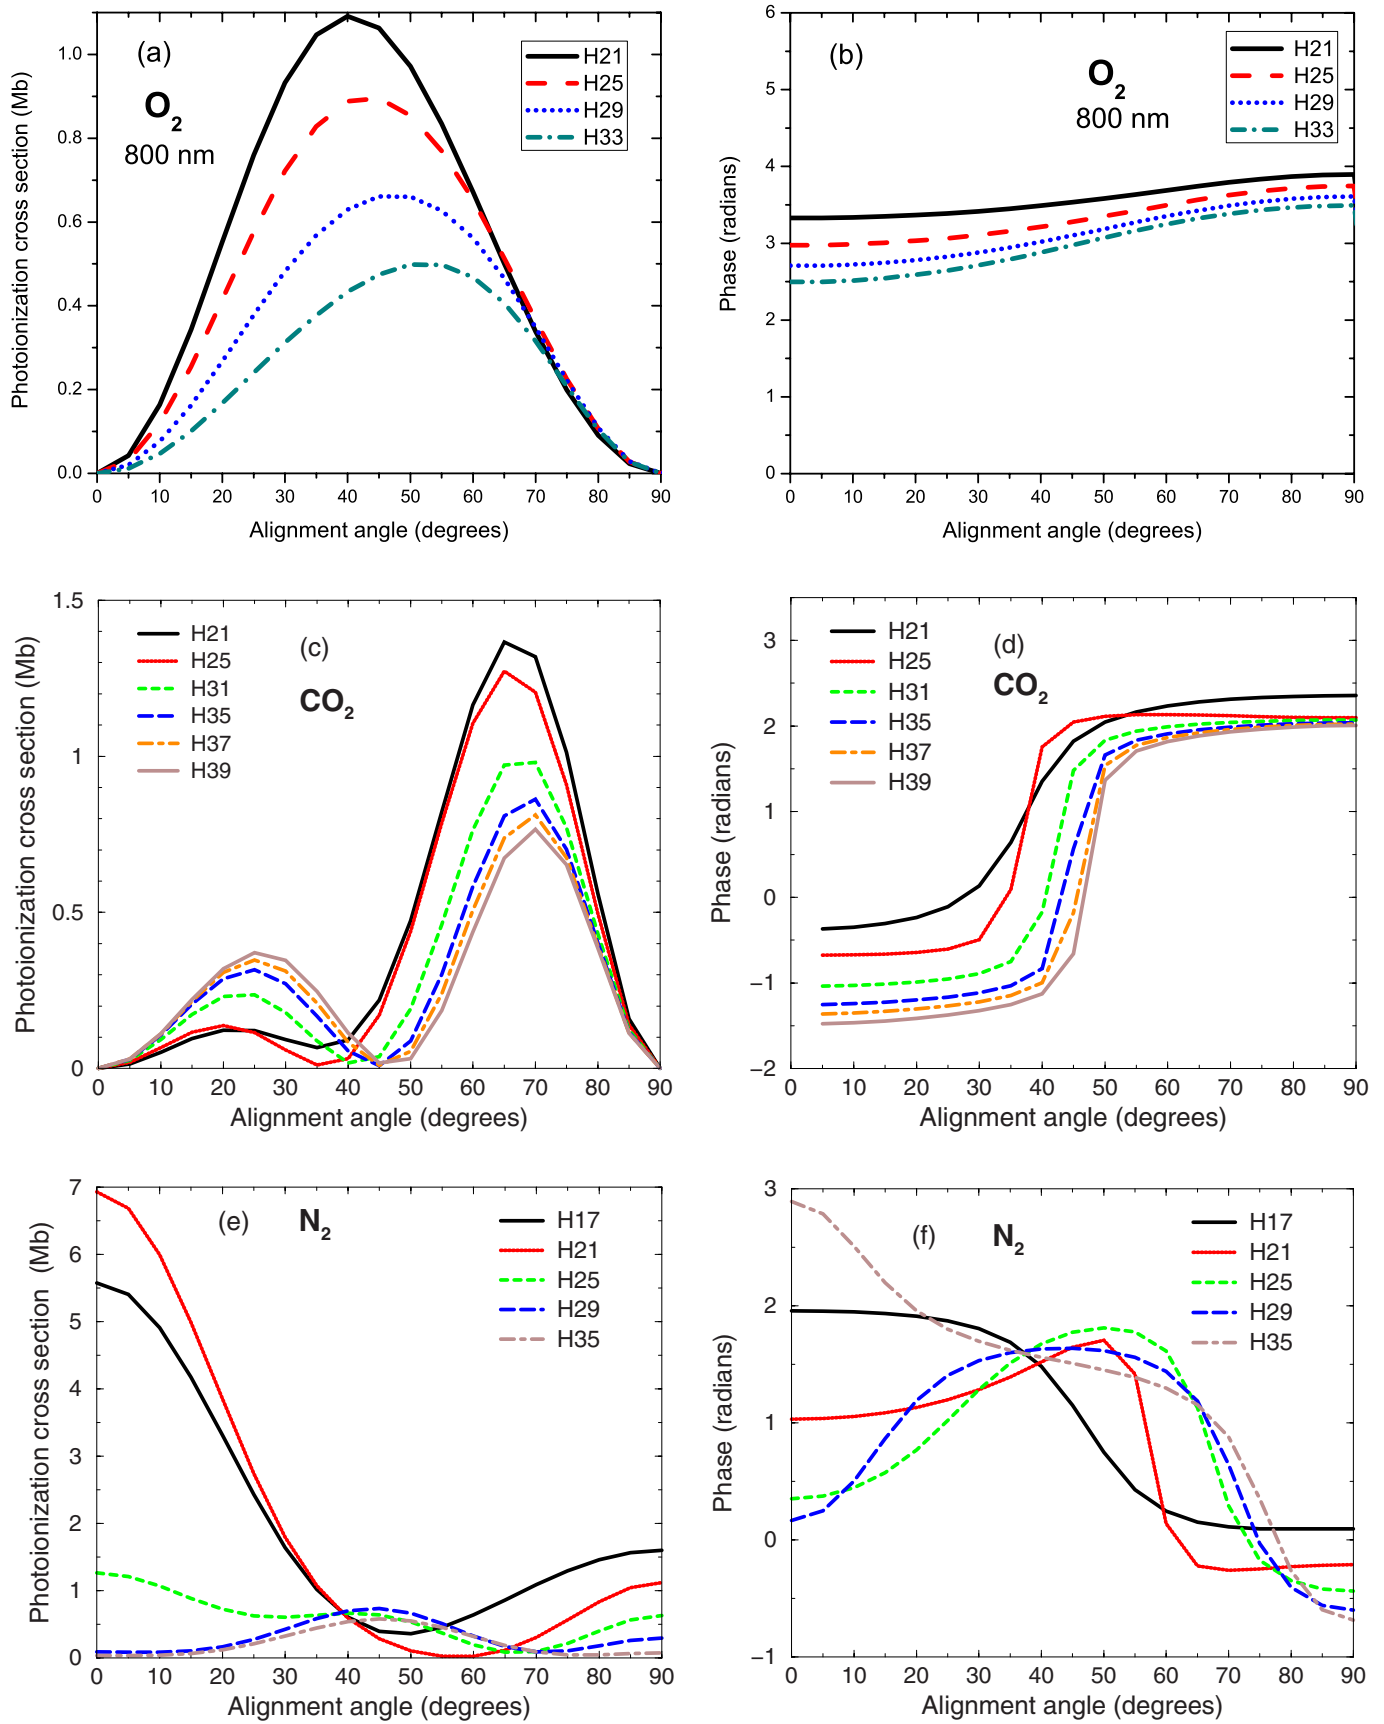 (a)
O2
800 nm
H21
H25
H29
H33
1.0
0.8
0.6
0.4
0.2
0.0
Photoionization cross section (Mb)
0 10 20 30 40 50 60 70 80 90
Alignment angle (degrees)
(b)
O2
800 nm
H21
H25
H29
H33
6
5
4
3
2
1
0
Phase (radians)
0 10 20 30 40 50 60 70 80 90
Alignment angle (degrees)
(c)
CO2
H21
H25
H31
H35
H37
H39
1.5
1
0.5
0
Photoionization cross section (Mb)
0 10 20 30 40 50 60 70 80 90
Alignment angle (degrees)
(d)
CO2
H21
H25
H31
H35
H37
H39
3
2
1
0
−1
−2
Phase (radians)
0 10 20 30 40 50 60 70 80 90
Alignment angle (degrees)
(e) N2
H17
H21
H25
H29
H35
7
6
5
4
3
2
1
0
Photoionization cross section (Mb)
0 10 20 30 40 50 60 70 80 90
Alignment angle (degrees)
(f) N2
H17
H21
H25
H29
H35
3
2
1
0
−1
Phase (radians)
0 10 20 30 40 50 60 70 80 90
Alignment angle (degrees)